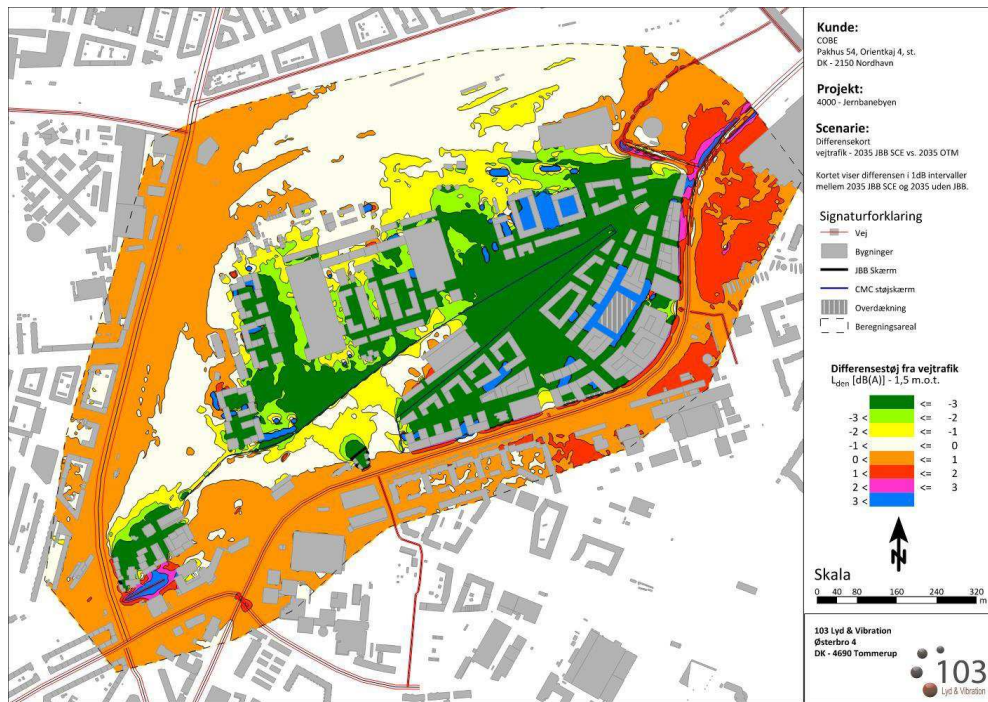 Kunde:
COBE
Pakhus 54, Orientkaj 4, st.
DK - 2150 Nordhavn
Projekt:
4000 - Jernbanebyen
Scenarie:
Differensekort
vejtrafik - 2035 JBB SCE vs. 2035 OTM
Kortet viser differensen i 1dB intervaller
mellem 2035 JBB SCE og 2035 uden JBB.
Signaturforklaring
Vej
Bygninger
JBB Skærm
CMC støjskærm
Overdækning
Beregningsareal
Differensestøj fra vejtrafik
Lden [dB(A)] - 1,5 m.o.t.
<= -3
-3 < <= -2
-2 < <= -1
-1 < <= 0
0 < <= 1
1 < <= 2
2 < <= 3
3 <
N
Skala
0 40 80 160 240 320
m
103 Lyd & Vibration
Østerbro 4
DK - 4690 Tommerup
103
Lyd & Vibration